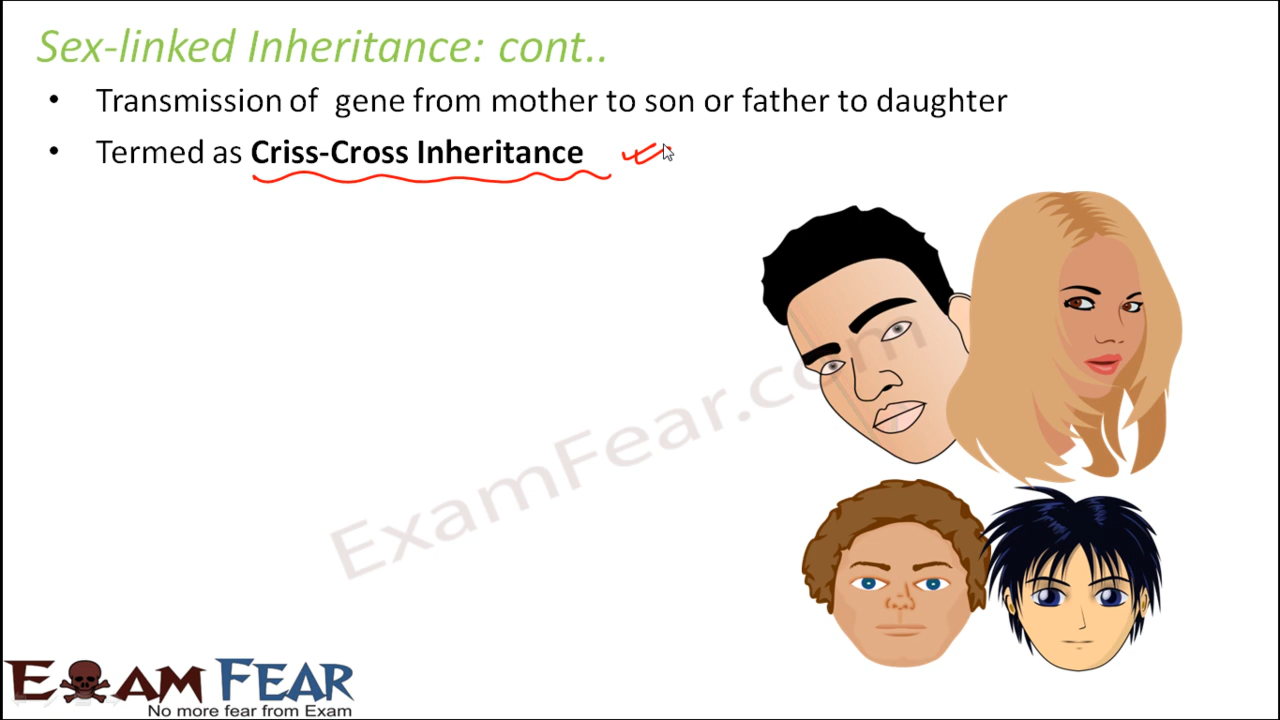 Sex-linked Inheritance: cont..
• Transmission of gene from mother to son or father to daughter
• Termed as Criss-Cross Inheritance
ExamFear.com
EXAM FEAR
No more fear from Exam